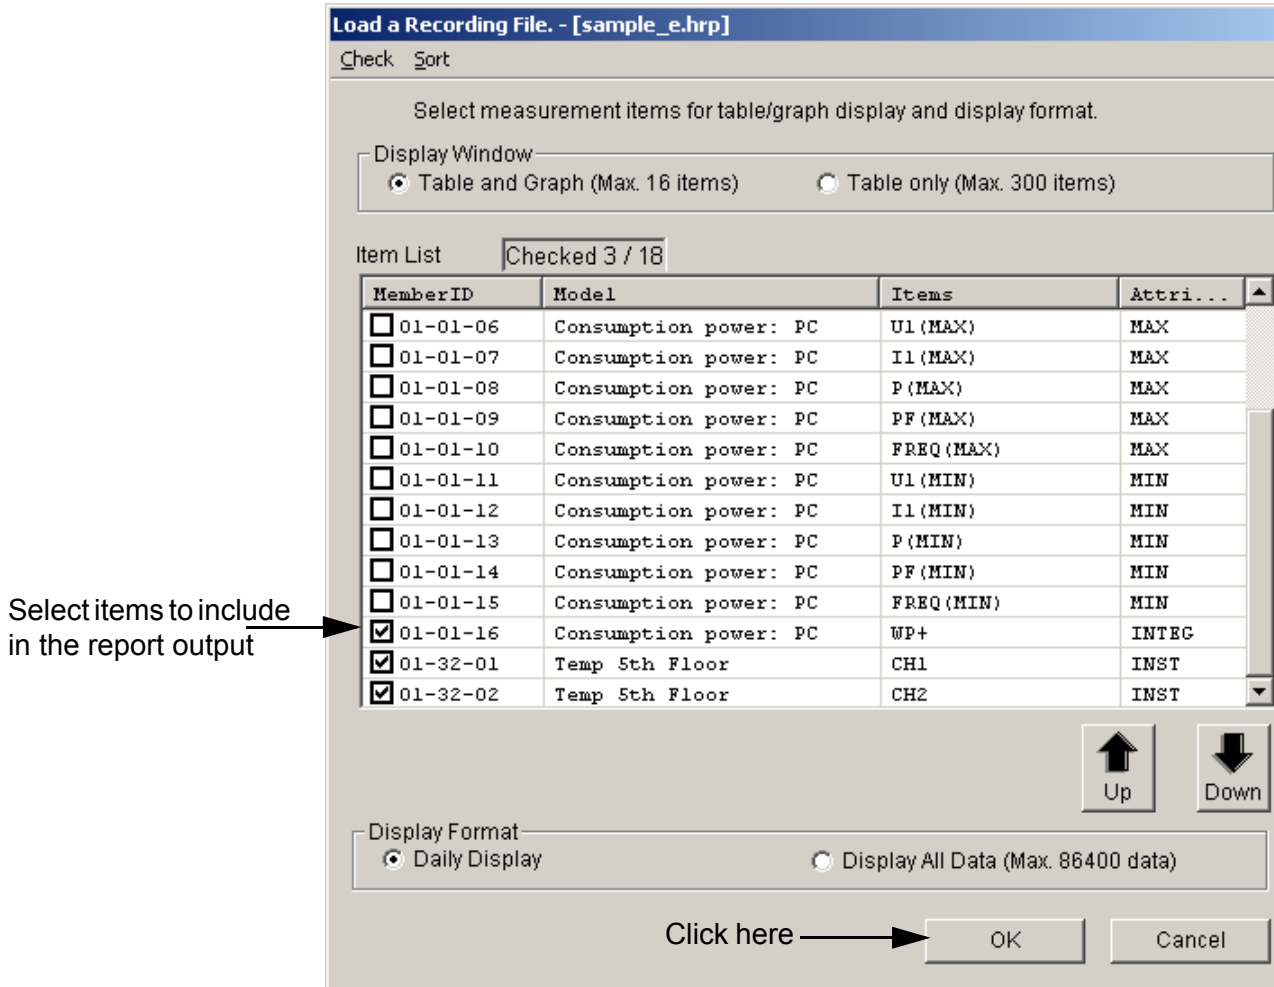 Load a Recording File. - [sample_e.hrp]
Check Sort
Select measurement items for table/graph display and display format.
Display Window
Table and Graph (Max. 16 items) Table only (Max. 300 items)
Item List Checked 3 / 18
MemberID Model Items Attri...
01-01-06 Consumption power: PC U1(MAX) MAX
01-01-07 Consumption power: PC I1(MAX) MAX
01-01-08 Consumption power: PC P(MAX) MAX
01-01-09 Consumption power: PC PF(MAX) MAX
01-01-10 Consumption power: PC FREQ(MAX) MAX
01-01-11 Consumption power: PC U1(MIN) MIN
01-01-12 Consumption power: PC I1(MIN) MIN
01-01-13 Consumption power: PC P(MIN) MIN
01-01-14 Consumption power: PC PF(MIN) MIN
01-01-15 Consumption power: PC FREQ(MIN) MIN
01-01-16 Consumption power: PC WP+ INTEG
01-32-01 Temp 5th Floor CH1 INST
01-32-02 Temp 5th Floor CH2 INST
Select items to include
in the report output
Up Down
Display Format
Daily Display Display All Data (Max. 86400 data)
Click here OK Cancel